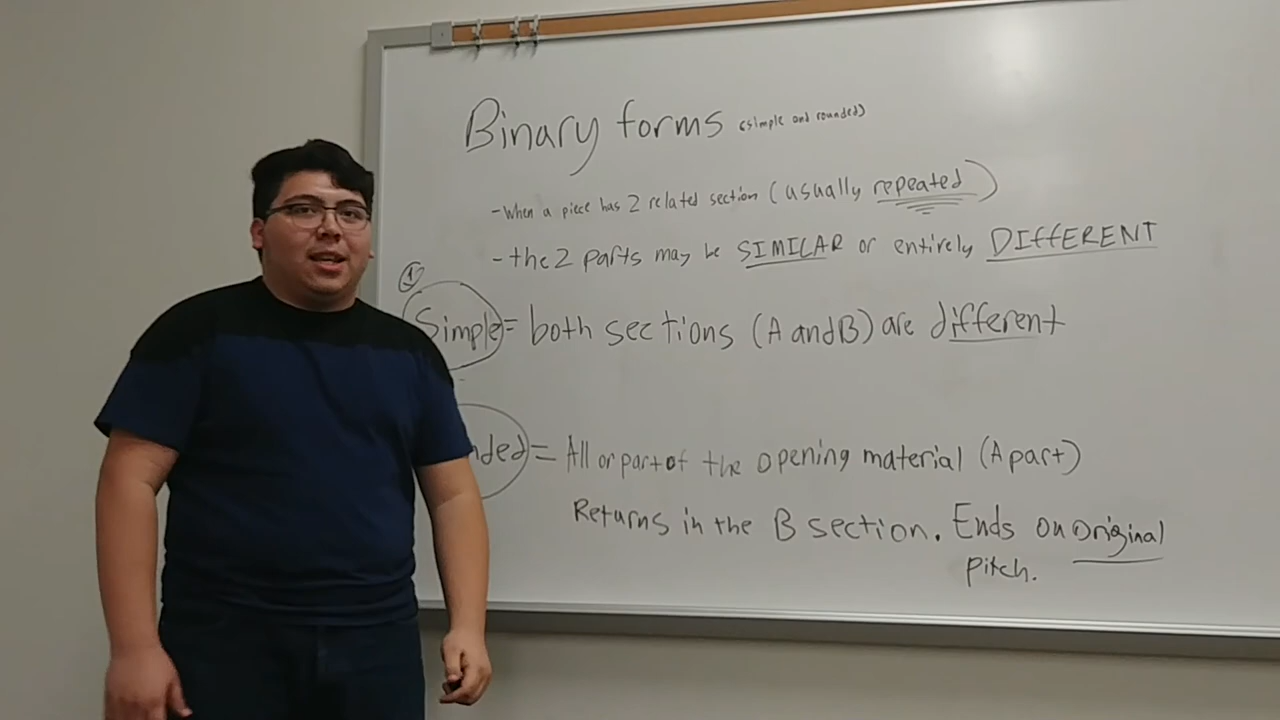 Binary forms (simple and rounded)
- When a piece has 2 related section (usually repeated)
- the 2 parts may be SIMILAR or entirely DIFFERENT
1
Simple = both sections (A and B) are different
nded = All or part of the opening material (A part)
Returns in the B section. Ends on original
pitch.